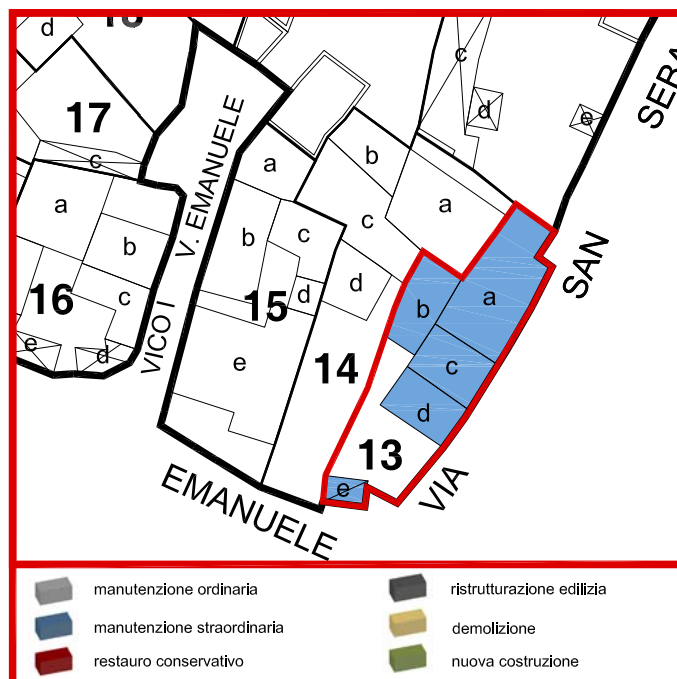 d
17
c
a
b
16
c
e
d
VICO I
V. EMANUELE
a
b
c
d
15
e
b
c
a
d
14
c
d
e
b
a
c
d
13
e
EMANUELE
VIA
SAN
SEBA
manutenzione ordinaria
manutenzione straordinaria
restauro conservativo
ristrutturazione edilizia
demolizione
nuova costruzione